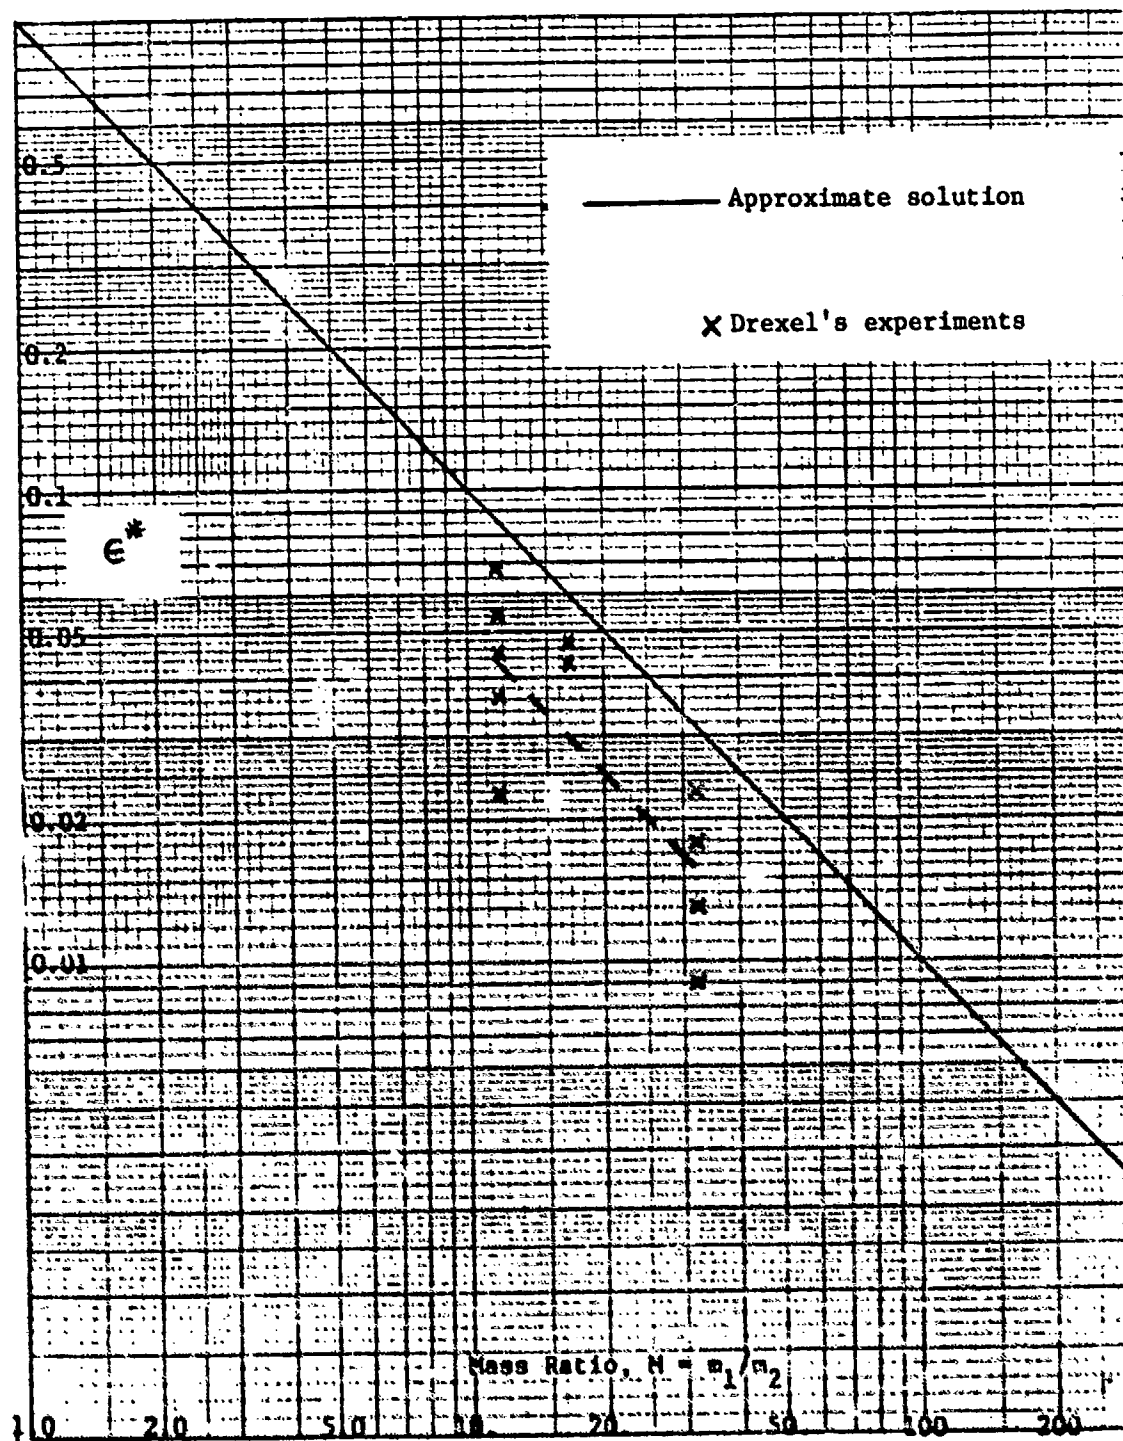 0.5
Approximate solution
x Drexel's experiments
0.2
0.1
ϵ*
0.05
0.02
0.01
Mass Ratio, M = m₁/m₂
1.0 2.0 5.0 10 20 50 100 200